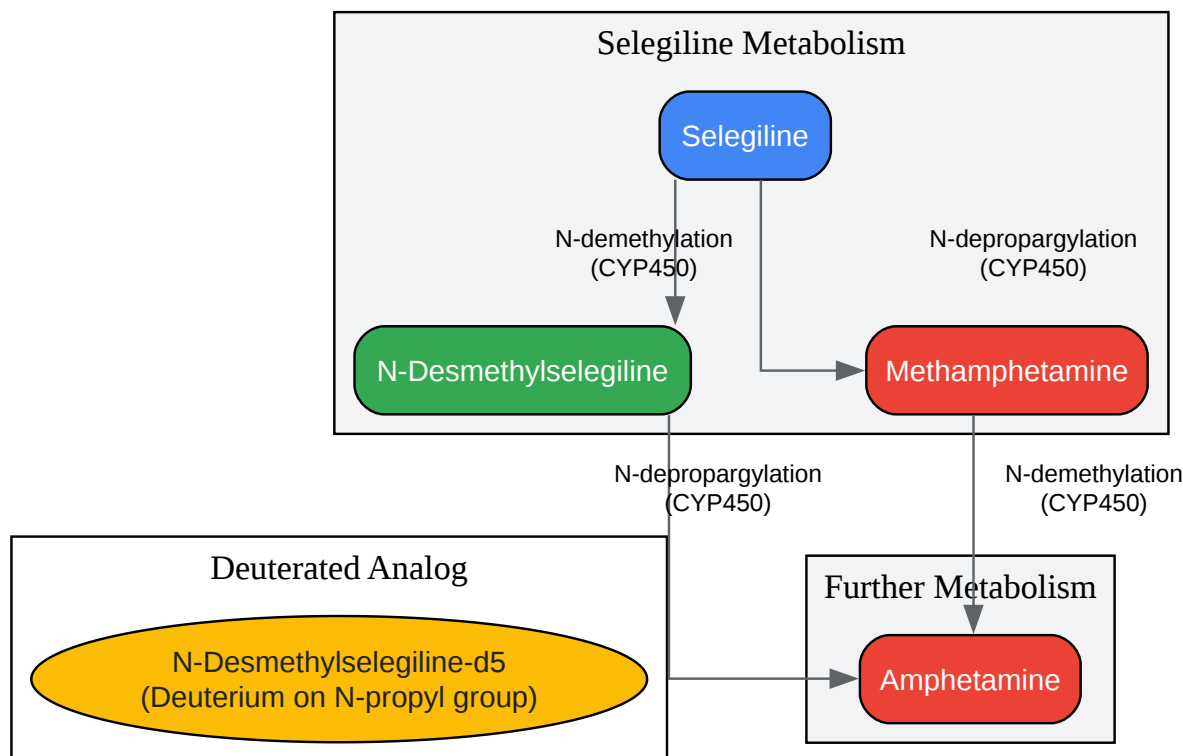 Selegiline Metabolism
Selegiline
N-demethylation
(CYP450)
N-depropargylation
(CYP450)
N-Desmethylselegiline
Methamphetamine
N-depropargylation
(CYP450)
N-demethylation
(CYP450)
Deuterated Analog
N-Desmethylselegiline-d5
(Deuterium on N-propyl group)
Further Metabolism
Amphetamine